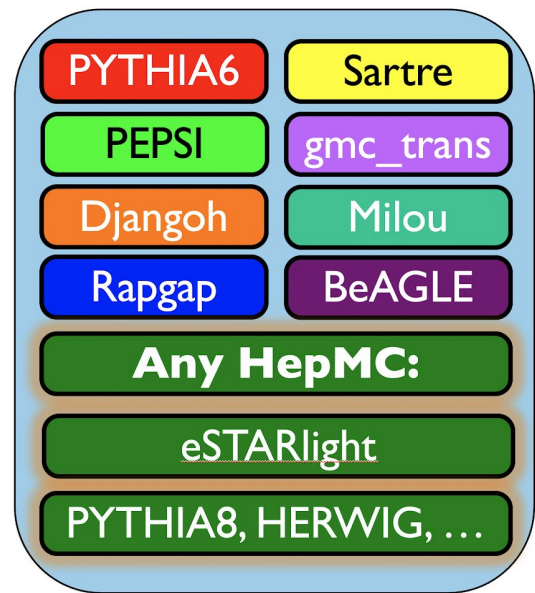 PYTHIA6 Sartre
PEPSI gmc_trans
Djangoh Milou
Rapgap BeAGLE
Any HepMC:
eSTARlight
PYTHIA8, HERWIG, …